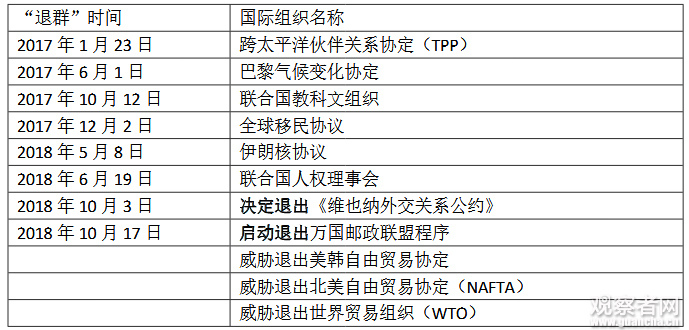 “退群”时间 国际组织名称
2017 年 1 月 23 日 跨太平洋伙伴关系协定（TPP）
2017 年 6 月 1 日 巴黎气候变化协定
2017 年 10 月 12 日 联合国教科文组织
2017 年 12 月 2 日 全球移民协议
2018 年 5 月 8 日 伊朗核协议
2018 年 6 月 19 日 联合国人权理事会
2018 年 10 月 3 日 决定退出《维也纳外交关系公约》
2018 年 10 月 17 日 启动退出万国邮政联盟程序
威胁退出美韩自由贸易协定
威胁退出北美自由贸易协定（NAFTA）
威胁退出世界贸易组织（WTO）
观察者网